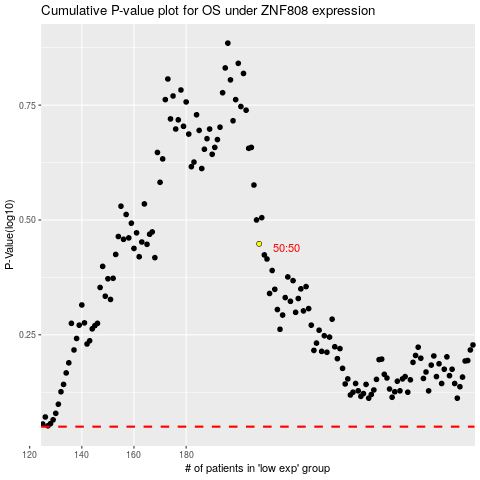 Cumulative P-value plot for OS under ZNF808 expression
P-Value(log10)
0.75
0.50
0.25
50:50
120
140
160
180
# of patients in 'low exp' group